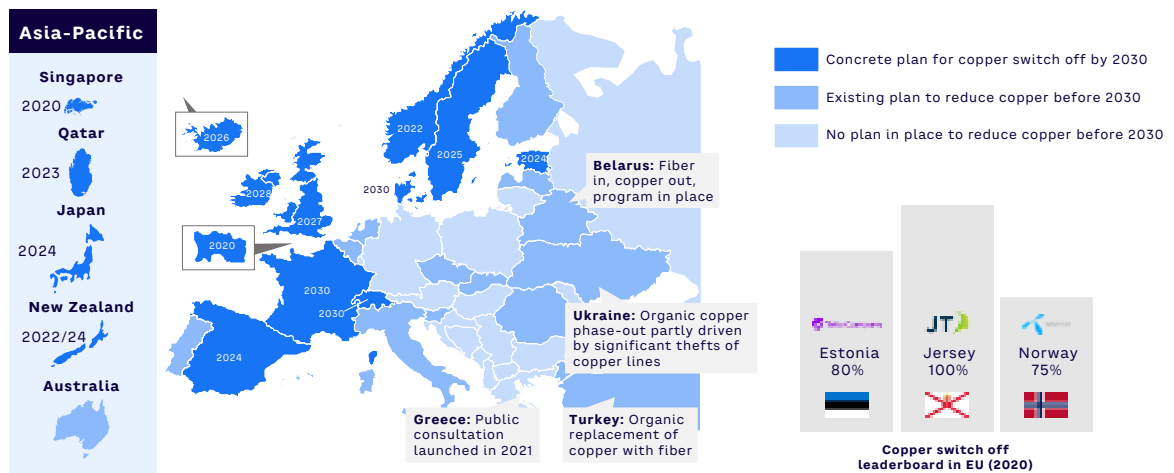 Asia-Pacific
Singapore
2020
Qatar
2023
Japan
2024
New Zealand
2022/24
Australia
2026
2028
2027
2020
2022
2025
2024
2030
2030
2030
2024
Belarus: Fiber
in, copper out,
program in place
Ukraine: Organic copper
phase-out partly driven
by significant thefts of
copper lines
Greece: Public
consultation
launched in 2021
Turkey: Organic
replacement of
copper with fiber
Concrete plan for copper switch off by 2030
Existing plan to reduce copper before 2030
No plan in place to reduce copper before 2030
Estonia
80%
JT
Jersey
100%
Norway
75%
Copper switch off
leaderboard in EU (2020)